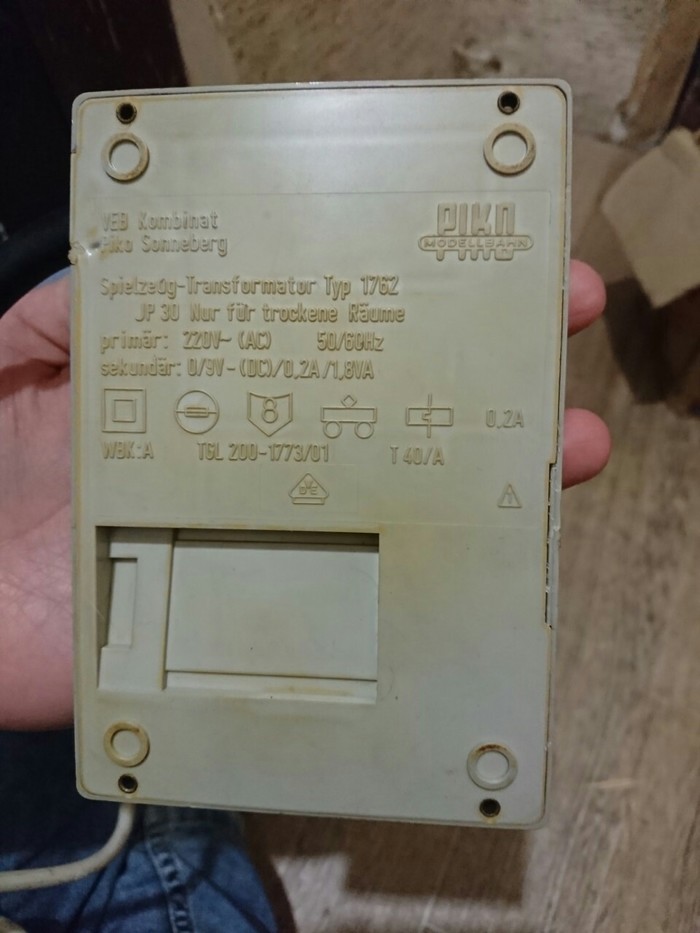 VEB Kombinat
Piko Sonneberg
PIKO
MODELLBAHN
Spielzeug-Transformator Typ 1762
JP 30 Nur für trockene Räume
primär: 220V~ (AC) 50/60Hz
sekundär: 0/9V- (DC)/0,2A/1,8VA
8
0,2A
WBK:A TGL 200-1773/01 T 40/A